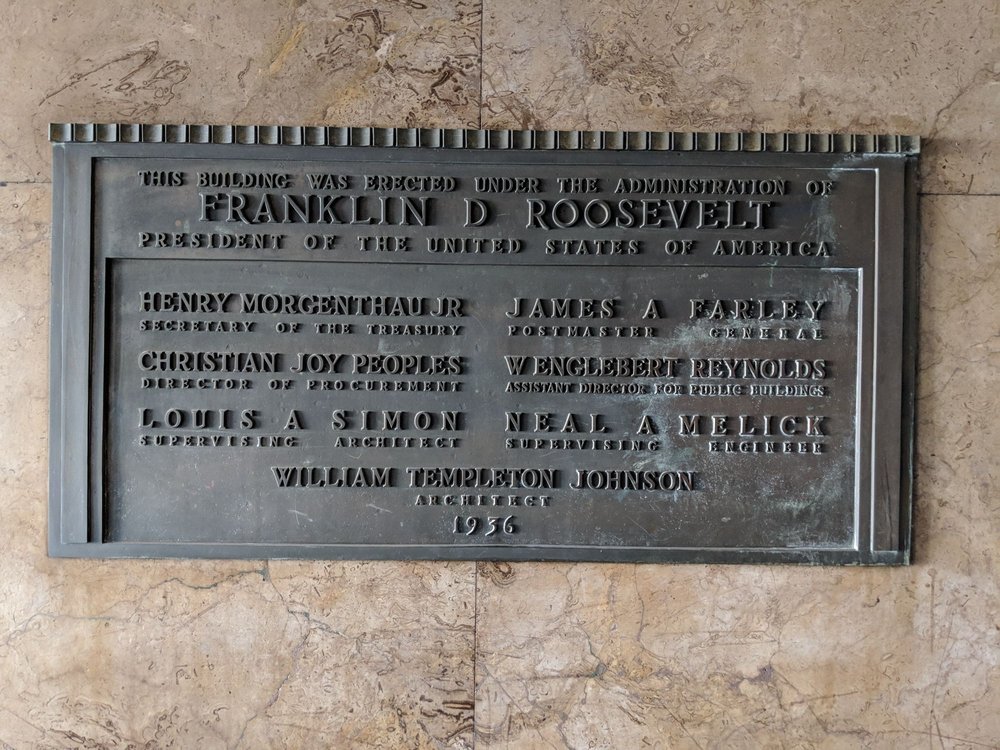 THIS BUILDING WAS ERECTED UNDER THE ADMINISTRATION OF
FRANKLIN D ROOSEVELT
PRESIDENT OF THE UNITED STATES OF AMERICA
HENRY MORGENTHAU JR
SECRETARY OF THE TREASURY
JAMES A FARLEY
POSTMASTER GENERAL
CHRISTIAN JOY PEOPLES
DIRECTOR OF PROCUREMENT
W ENGLEBERT REYNOLDS
ASSISTANT DIRECTOR FOR PUBLIC BUILDINGS
LOUIS A SIMON
SUPERVISING ARCHITECT
NEAL A MELICK
SUPERVISING ENGINEER
WILLIAM TEMPLETON JOHNSON
ARCHITECT
1936